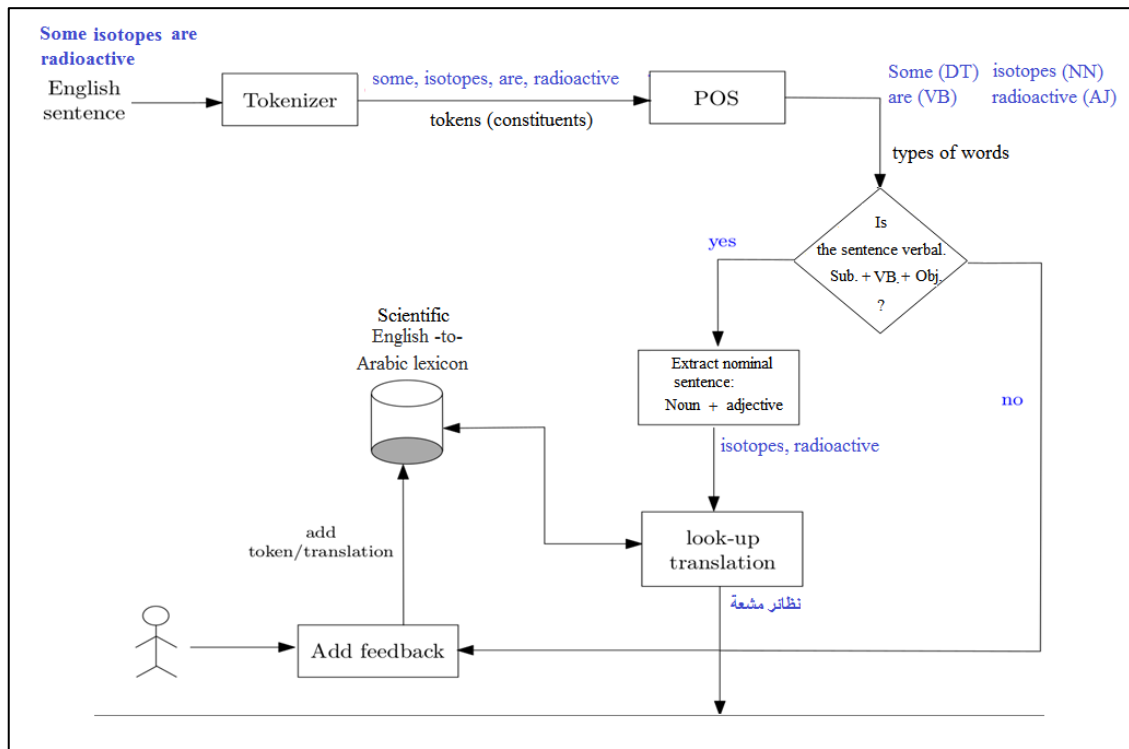 Some isotopes are
radioactive
English
sentence
Tokenizer
some, isotopes, are, radioactive
tokens (constituents)
POS
Some (DT) isotopes (NN)
are (VB) radioactive (AJ)
types of words
Is
the sentence verbal.
Sub. + VB. + Obj.
?
yes
no
Extract nominal
sentence:
Noun + adjective
isotopes, radioactive
Scientific
English -to-
Arabic lexicon
look-up
translation
نظائر مشعة
add
token/translation
Add feedback